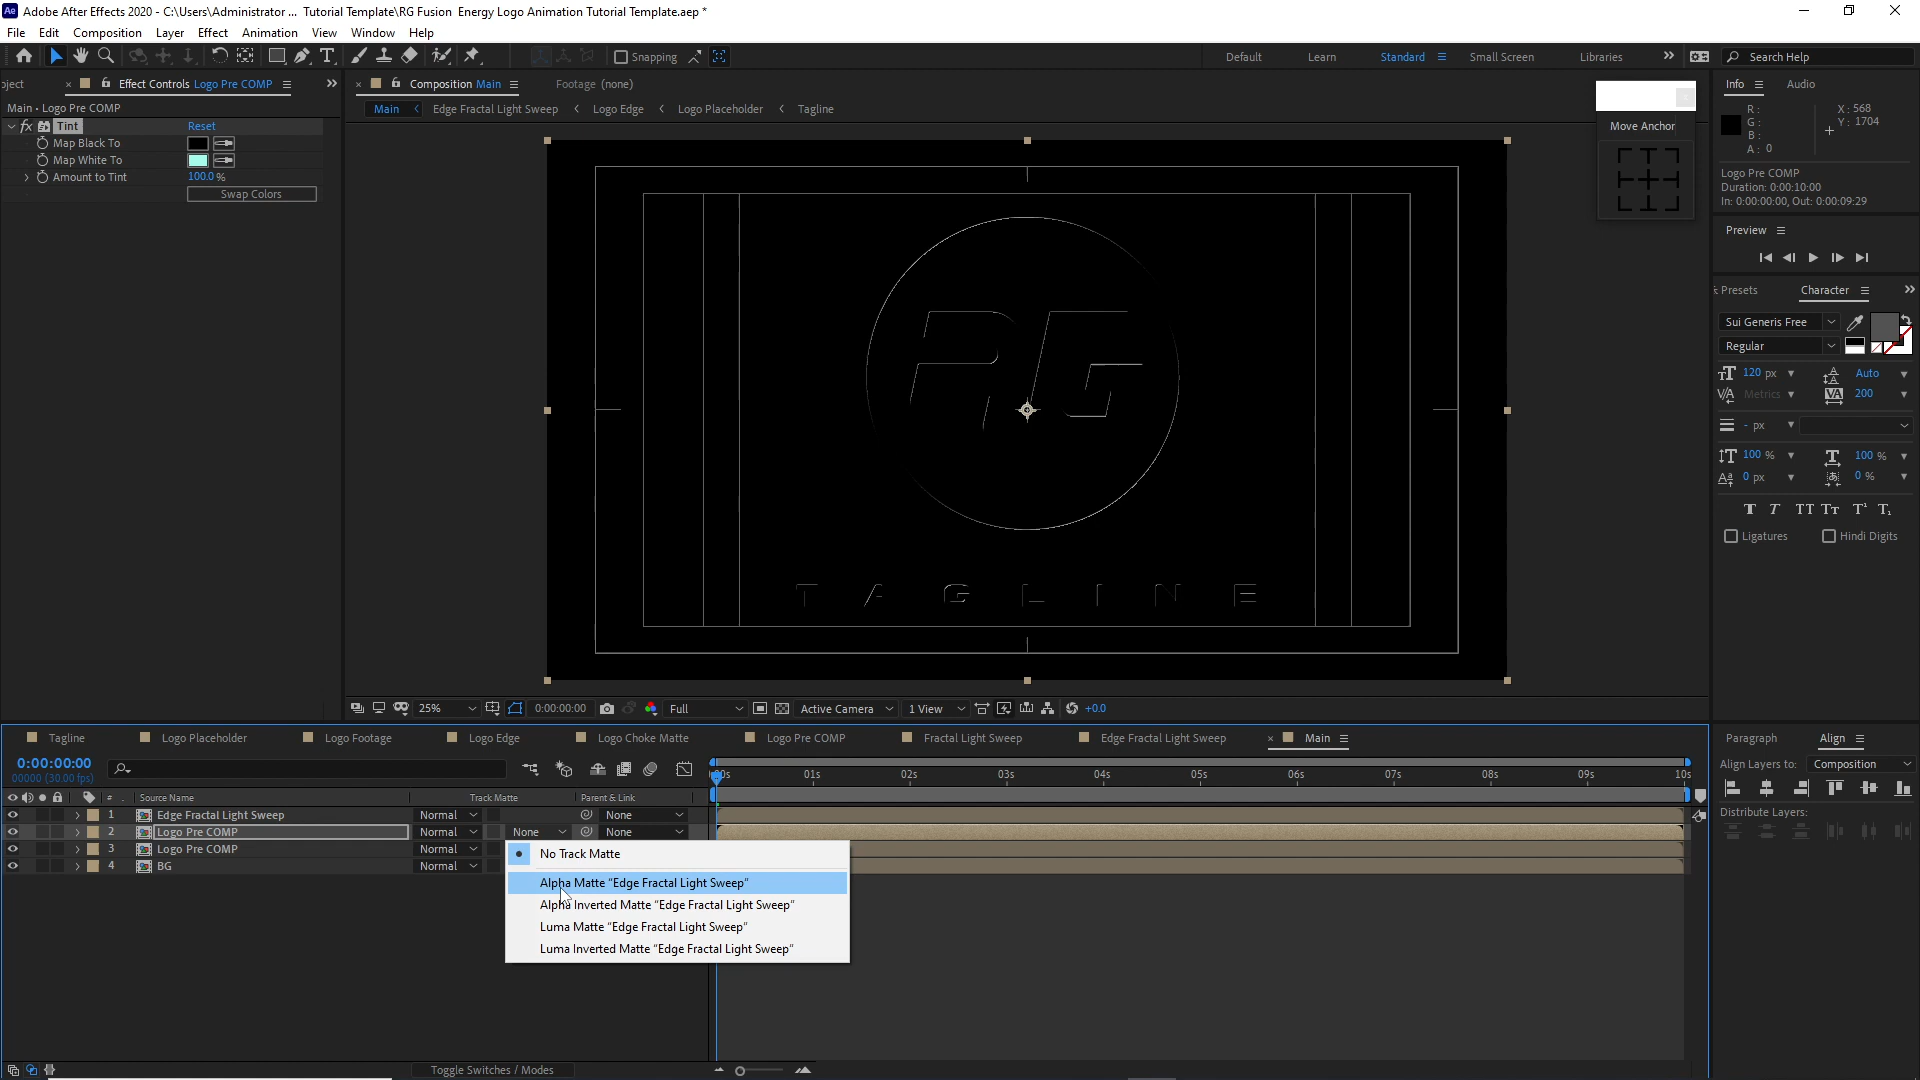 Adobe After Effects 2020 - C:\Users\Administrator ... Tutorial Template\RG Fusion Energy Logo Animation Tutorial Template.aep *
File Edit Composition Layer Effect Animation View Window Help
Snapping Default Learn Standard Small Screen Libraries Search Help
oject Effect Controls Logo Pre COMP Composition Main Footage (none) Info Audio
Main • Logo Pre COMP
Main Edge Fractal Light Sweep Logo Edge Logo Placeholder Tagline
fx Tint Reset
Map Black To
Map White To
Amount to Tint 100.0 %
Swap Colors
Move Anchor
R: X: 568
G: Y: 1704
B:
A: 0
Logo Pre COMP
Duration: 0:00:10:00
In: 0:00:00:00, Out: 0:00:09:29
Preview
Presets Character
Sui Generis Free
Regular
120 px Auto
Metrics 200
- px
100 % 100 %
0 px 0 %
T T TT Tt T¹ T₁
Ligatures Hindi Digits
RG
TAGLINE
25% 0:00:00:00 Full Active Camera 1 View +0.0
Tagline Logo Placeholder Logo Footage Logo Edge Logo Choke Matte Logo Pre COMP Fractal Light Sweep Edge Fractal Light Sweep Main
Paragraph Align
0:00:00:00
00000 (30.00 fps)
Align Layers to: Composition
Distribute Layers:
00s 01s 02s 03s 04s 05s 06s 07s 08s 09s 10s
# Source Name Track Matte Parent & Link
1 Edge Fractal Light Sweep Normal None
2 Logo Pre COMP Normal None None
3 Logo Pre COMP Normal
4 BG Normal
No Track Matte
Alpha Matte "Edge Fractal Light Sweep"
Alpha Inverted Matte "Edge Fractal Light Sweep"
Luma Matte "Edge Fractal Light Sweep"
Luma Inverted Matte "Edge Fractal Light Sweep"
Toggle Switches / Modes